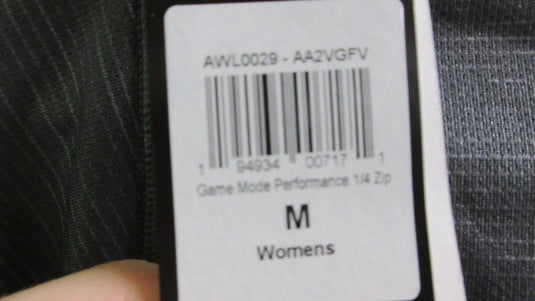 AWL0029 - AA2VGFV
1 94934 00717 1
Game Mode Performance 1/4 Zip
M
Womens